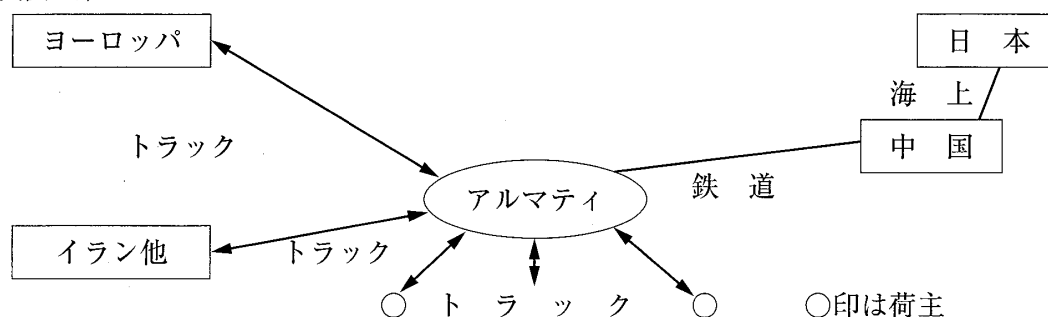 ヨーロッパ
日 本
海 上
中 国
トラック
アルマティ
鉄 道
イラン他
トラック
○ ト ラ ッ ク ○
○印は荷主